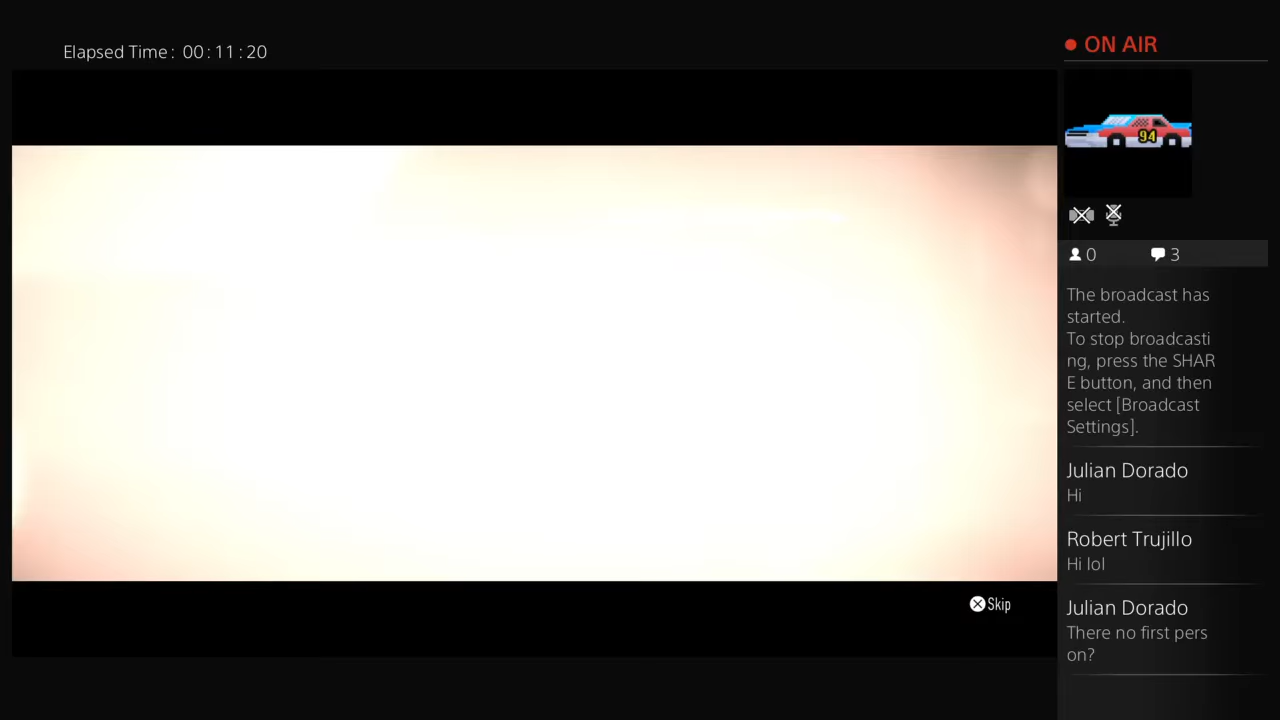 Elapsed Time: 00:11:20
ON AIR
94
0 3
The broadcast has
started.
To stop broadcasti
ng, press the SHAR
E button, and then
select [Broadcast
Settings].
Julian Dorado
Hi
Robert Trujillo
Hi lol
Julian Dorado
There no first pers
on?
Skip